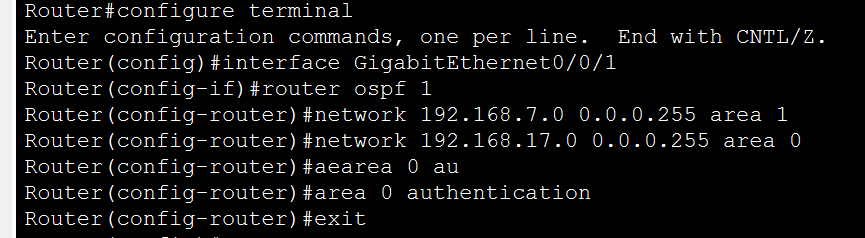 Router#configure terminal
Enter configuration commands, one per line.  End with CNTL/Z.
Router(config)#interface GigabitEthernet0/0/1
Router(config-if)#router ospf 1
Router(config-router)#network 192.168.7.0 0.0.0.255 area 1
Router(config-router)#network 192.168.17.0 0.0.0.255 area 0
Router(config-router)#aearea 0 au
Router(config-router)#area 0 authentication
Router(config-router)#exit